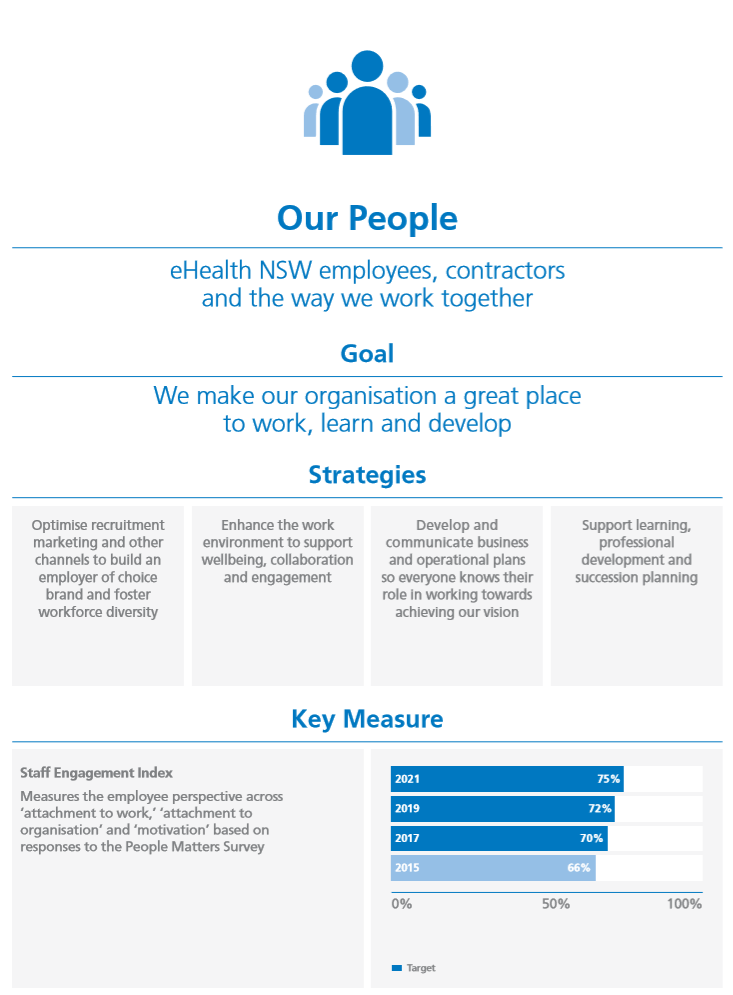 Our People
eHealth NSW employees, contractors
and the way we work together
Goal
We make our organisation a great place
to work, learn and develop
Strategies
Optimise recruitment
marketing and other
channels to build an
employer of choice
brand and foster
workforce diversity
Enhance the work
environment to support
wellbeing, collaboration
and engagement
Develop and
communicate business
and operational plans
so everyone knows their
role in working towards
achieving our vision
Support learning,
professional
development and
succession planning
Key Measure
Staff Engagement Index
Measures the employee perspective across
‘attachment to work,’ ‘attachment to
organisation’ and ‘motivation’ based on
responses to the People Matters Survey
2021 75%
2019 72%
2017 70%
2015 66%
0% 50% 100%
Target